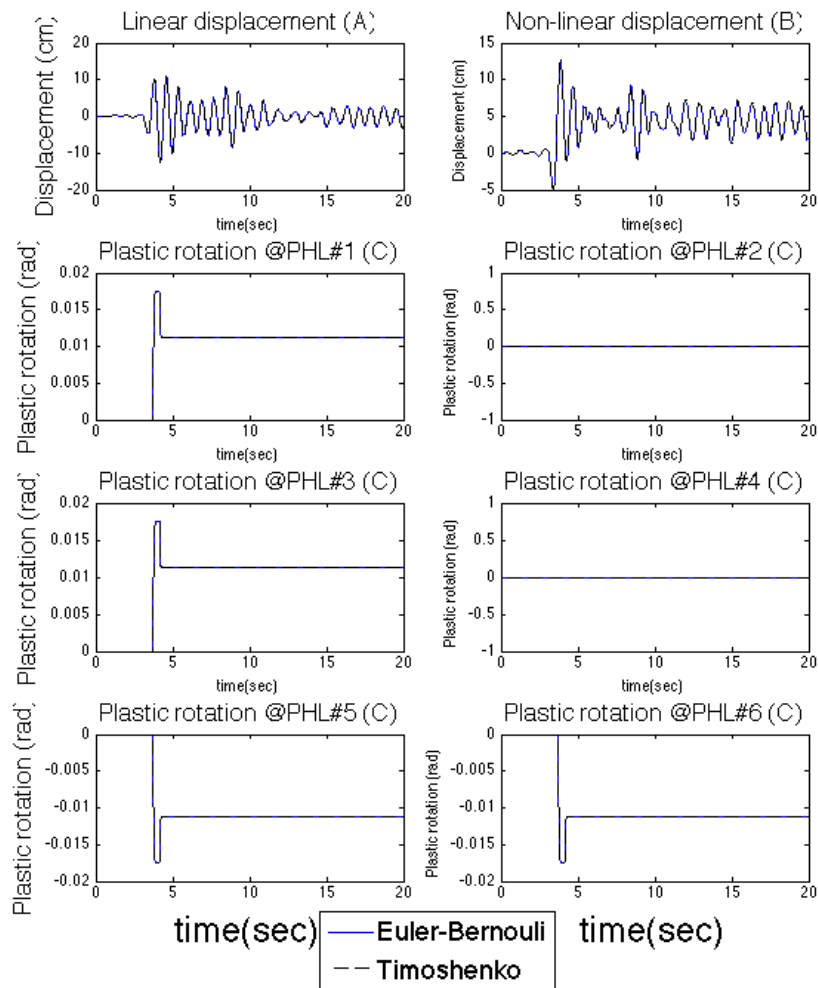 Linear displacement (A)
Displacement (cm)
20
10
0
-10
-20
0 5 10 15 20
time(sec)
Non-linear displacement (B)
Displacement (cm)
15
10
5
0
-5
0 5 10 15 20
time(sec)
Plastic rotation @PHL#1 (C)
Plastic rotation (rad)
0.02
0.015
0.01
0.005
0
0 5 10 15 20
time(sec)
Plastic rotation @PHL#2 (C)
Plastic rotation (rad)
1
0.5
0
-0.5
-1
0 5 10 15 20
time(sec)
Plastic rotation @PHL#3 (C)
Plastic rotation (rad)
0.02
0.015
0.01
0.005
0
0 5 10 15 20
time(sec)
Plastic rotation @PHL#4 (C)
Plastic rotation (rad)
1
0.5
0
-0.5
-1
0 5 10 15 20
time(sec)
Plastic rotation @PHL#5 (C)
Plastic rotation (rad)
0
-0.005
-0.01
-0.015
-0.02
0 5 10 15 20
time(sec)
Plastic rotation @PHL#6 (C)
Plastic rotation (rad)
0
-0.005
-0.01
-0.015
-0.02
0 5 10 15 20
time(sec)
Euler-Bernouli
Timoshenko